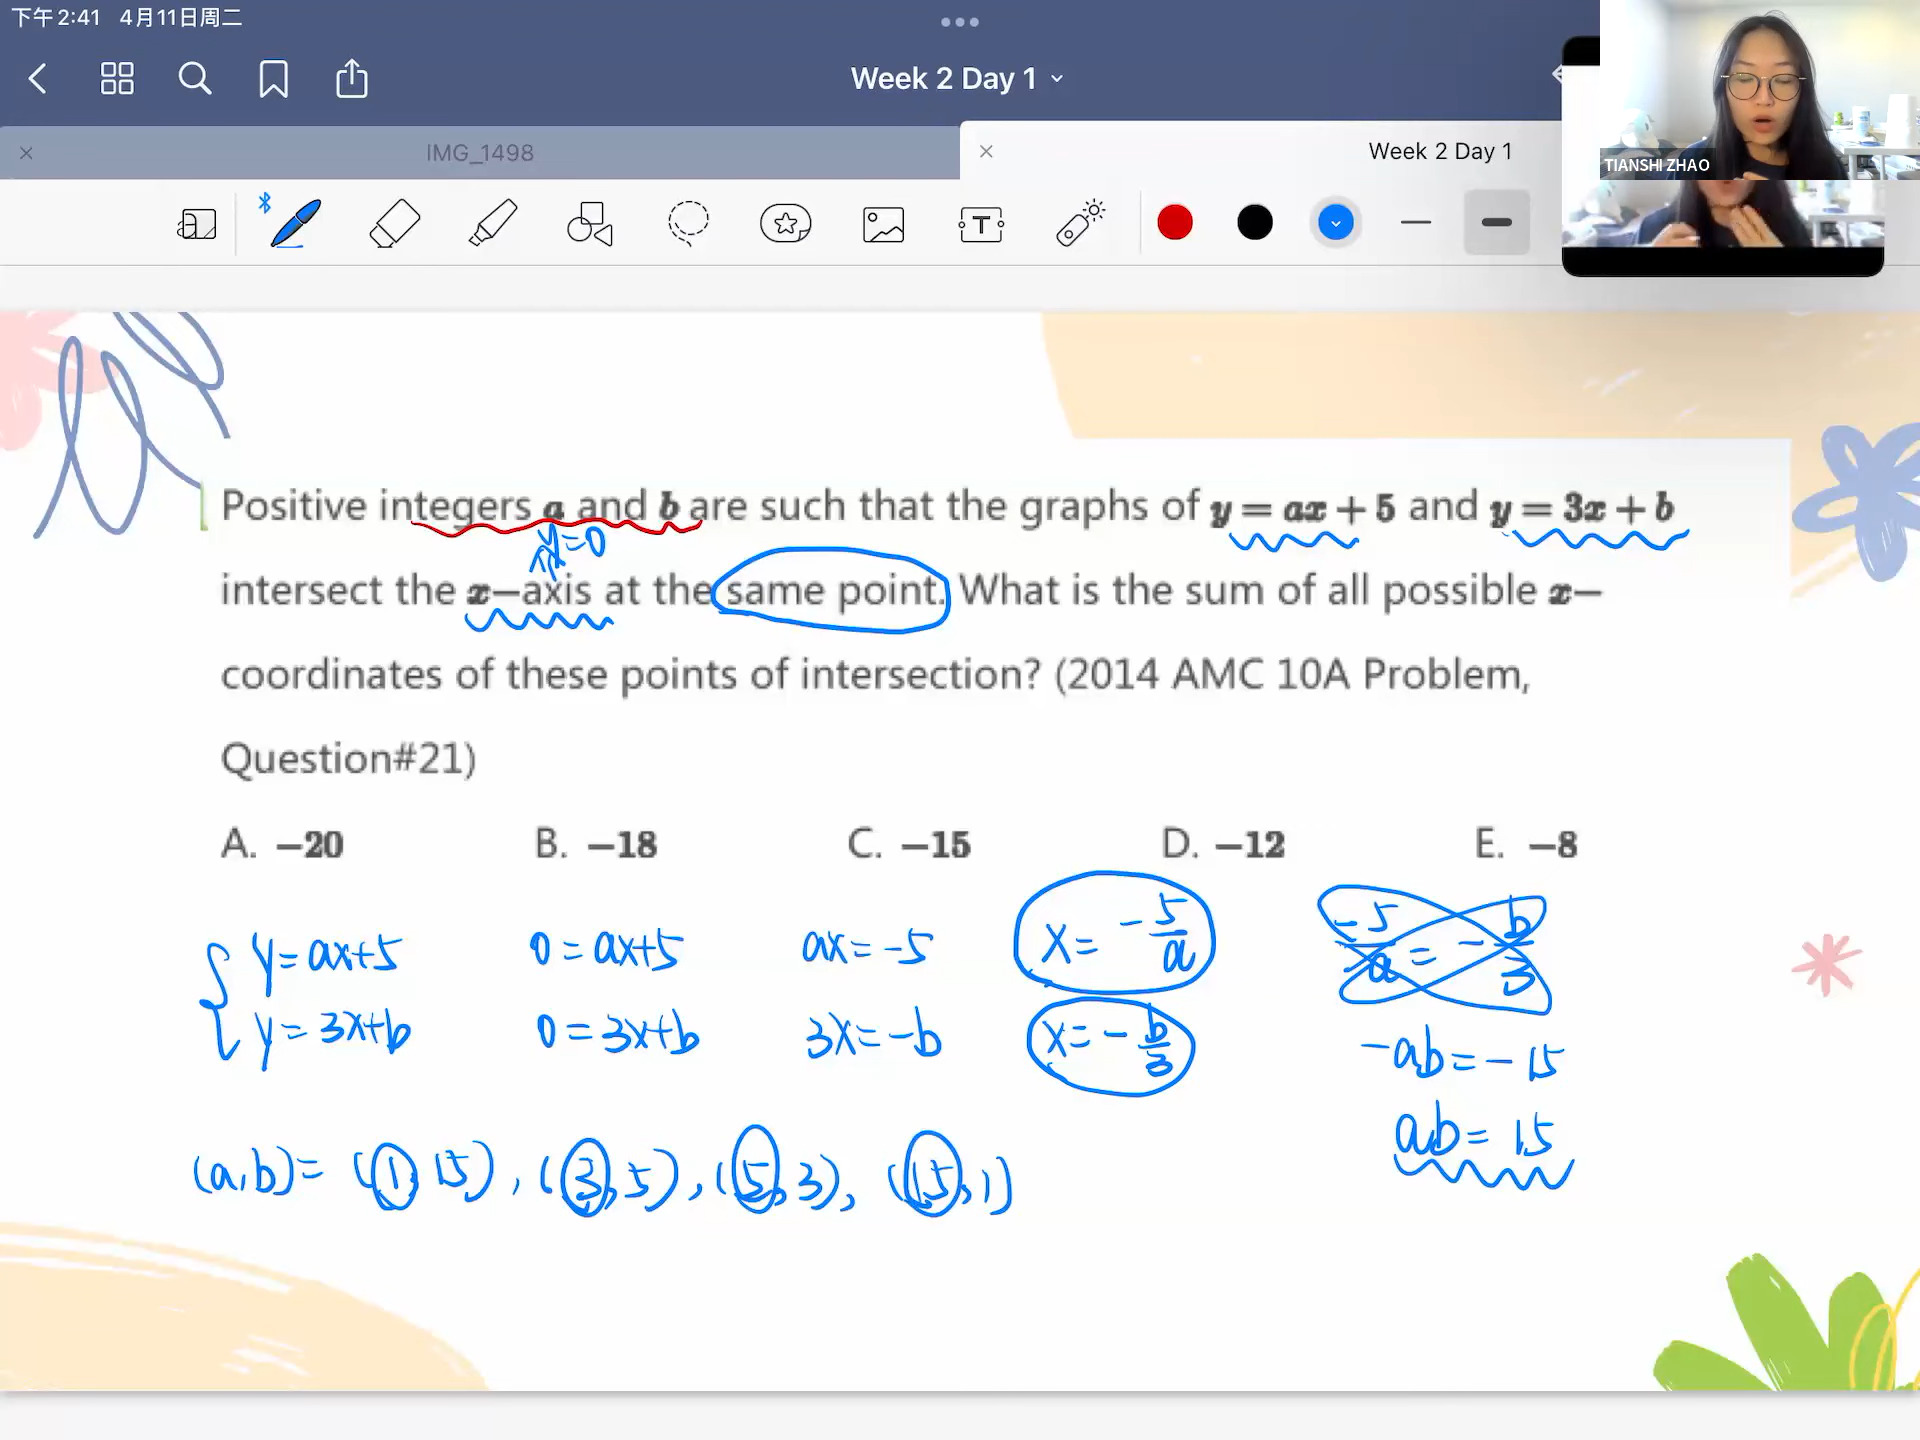 下午2:41 4月11日周二
Week 2 Day 1
TIANSHI ZHAO
IMG_1498
Week 2 Day 1
Positive integers a and b are such that the graphs of y = ax + 5 and y = 3x + b
y=0
intersect the x−axis at the same point. What is the sum of all possible x−
coordinates of these points of intersection? (2014 AMC 10A Problem,
Question#21)
A. −20 B. −18 C. −15 D. −12 E. −8
y=ax+5 0=ax+5 ax=-5 x=-5/a -5/a=-b/3
y=3x+b 0=3x+b 3x=-b x=-b/3
-ab=-15
ab=15
(a,b)=(1,15),(3,5),(5,3),(15,1)